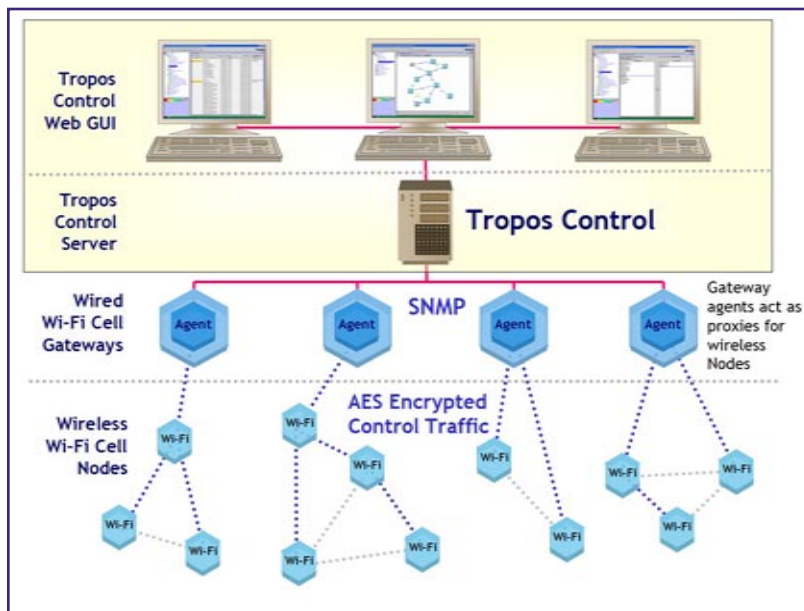 Tropos
Control
Web GUI
Tropos
Control
Server
Tropos Control
Wired
Wi-Fi Cell
Gateways
Agent
Agent
SNMP
Agent
Agent
Gateway
agents act as
proxies for
wireless
Nodes
Wireless
Wi-Fi Cell
Nodes
AES Encrypted
Control Traffic
Wi-Fi
Wi-Fi
Wi-Fi
Wi-Fi
Wi-Fi
Wi-Fi
Wi-Fi
Wi-Fi
Wi-Fi
Wi-Fi
Wi-Fi
Wi-Fi